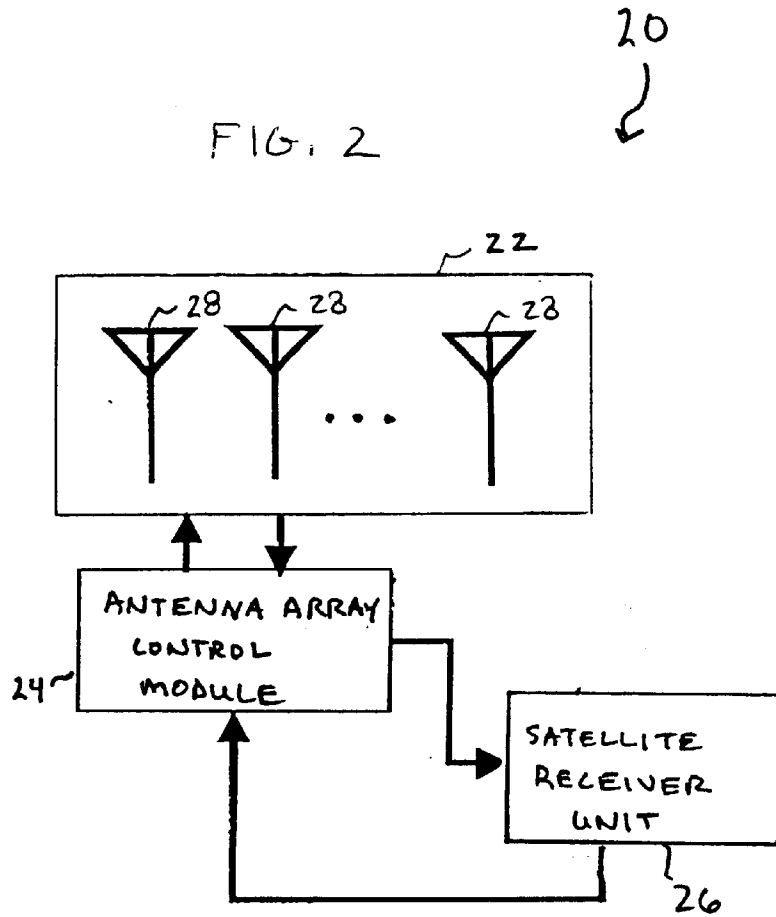 20
FIG. 2
22
28
28
28
ANTENNA ARRAY
CONTROL
MODULE
24
SATELLITE
RECEIVER
UNIT
26